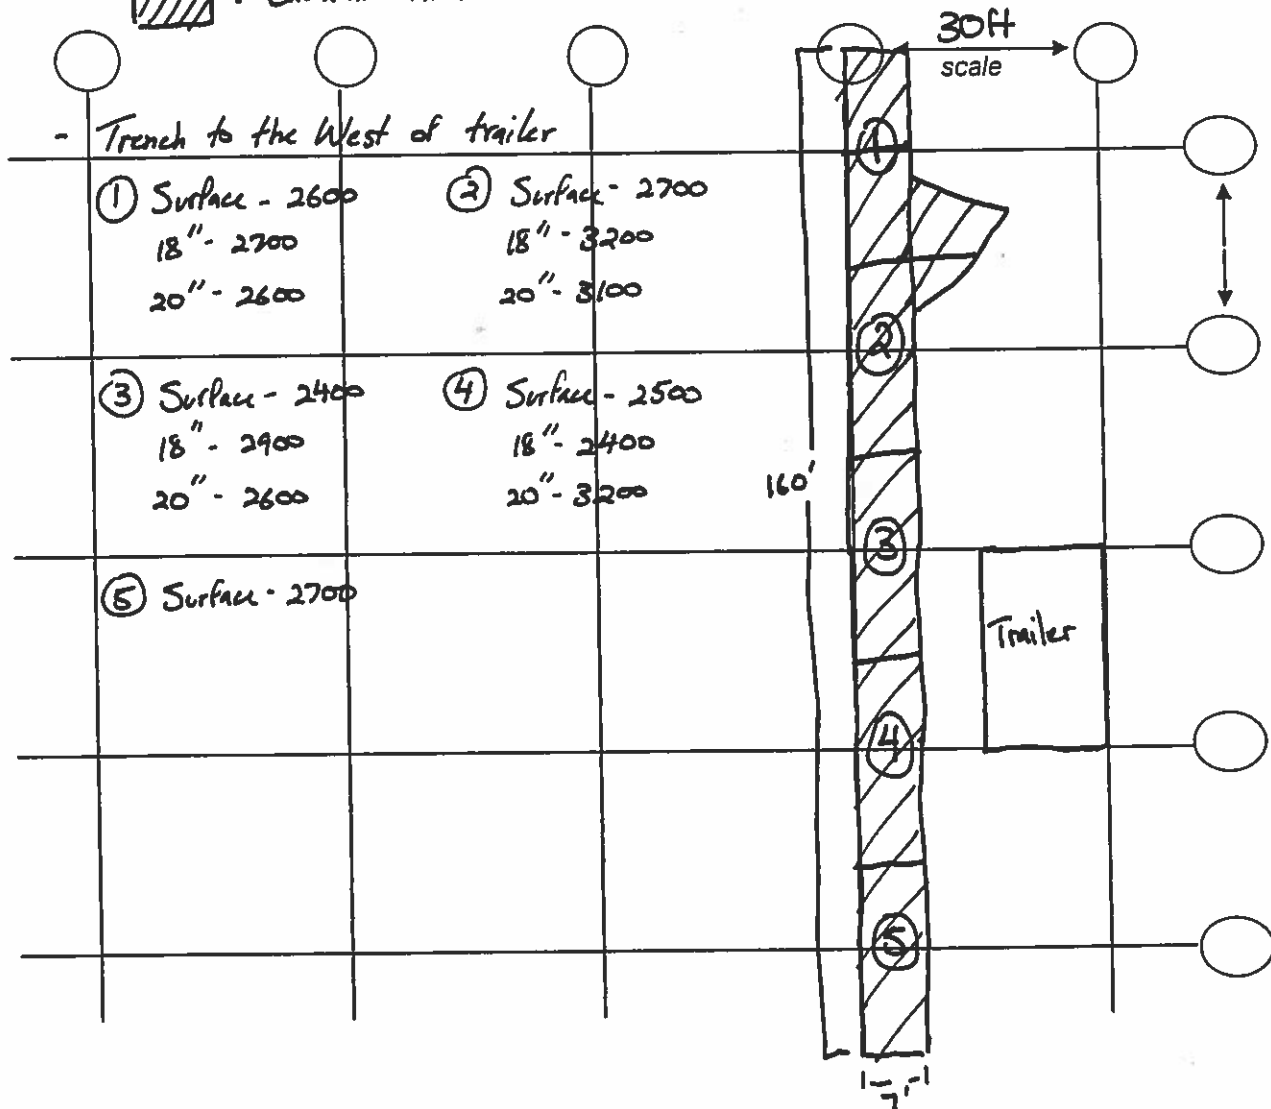 30ft
scale
- Trench to the West of trailer
① Surface - 2600
18" - 2700
20" - 2600
② Surface - 2700
18" - 3200
20" - 3100
③ Surface - 2400
18" - 2900
20" - 2600
④ Surface - 2500
18" - 2400
20" - 3200
⑤ Surface - 2700
①
②
③
④
⑤
160'
Trailer
7'